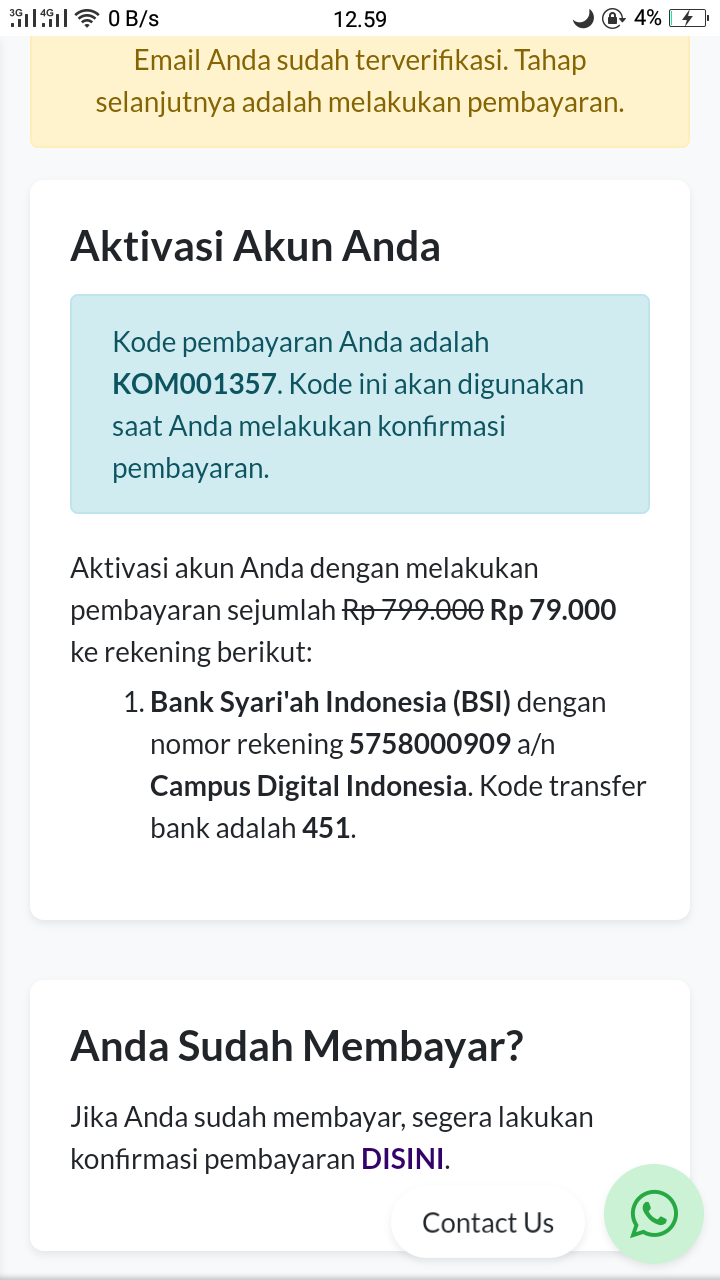 3G 4G 0 B/s 12.59 4%
Email Anda sudah terverifikasi. Tahap
selanjutnya adalah melakukan pembayaran.
Aktivasi Akun Anda
Kode pembayaran Anda adalah
KOM001357. Kode ini akan digunakan
saat Anda melakukan konfirmasi
pembayaran.
Aktivasi akun Anda dengan melakukan
pembayaran sejumlah Rp 799.000 Rp 79.000
ke rekening berikut:
1. Bank Syari'ah Indonesia (BSI) dengan
nomor rekening 5758000909 a/n
Campus Digital Indonesia. Kode transfer
bank adalah 451.
Anda Sudah Membayar?
Jika Anda sudah membayar, segera lakukan
konfirmasi pembayaran DISINI.
Contact Us